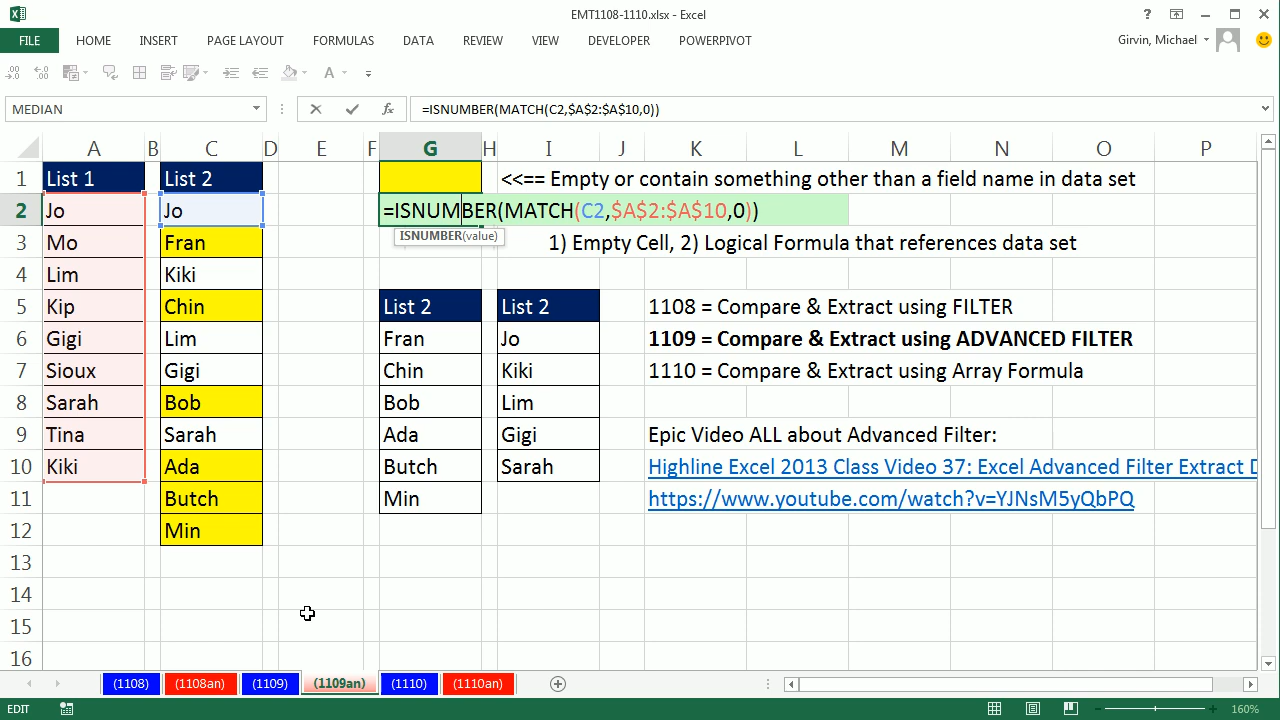 EMT1108-1110.xlsx - Excel
FILE HOME INSERT PAGE LAYOUT FORMULAS DATA REVIEW VIEW DEVELOPER POWERPIVOT Girvin, Michael
MEDIAN =ISNUMBER(MATCH(C2,$A$2:$A$10,0))
A B C D E F G H I J K L M N O P
1 List 1 List 2 <<== Empty or contain something other than a field name in data set
2 Jo Jo =ISNUMBER(MATCH(C2,$A$2:$A$10,0))
ISNUMBER(value)
3 Mo Fran 1) Empty Cell, 2) Logical Formula that references data set
4 Lim Kiki
5 Kip Chin List 2 List 2 1108 = Compare & Extract using FILTER
6 Gigi Lim Fran Jo 1109 = Compare & Extract using ADVANCED FILTER
7 Sioux Gigi Chin Kiki 1110 = Compare & Extract using Array Formula
8 Sarah Bob Bob Lim
9 Tina Sarah Ada Gigi Epic Video ALL about Advanced Filter:
10 Kiki Ada Butch Sarah Highline Excel 2013 Class Video 37: Excel Advanced Filter Extract D
11 Butch Min https://www.youtube.com/watch?v=YJNsM5yQbPQ
12 Min
13
14
15
16
(1108) (1108an) (1109) (1109an) (1110) (1110an)
EDIT 160%